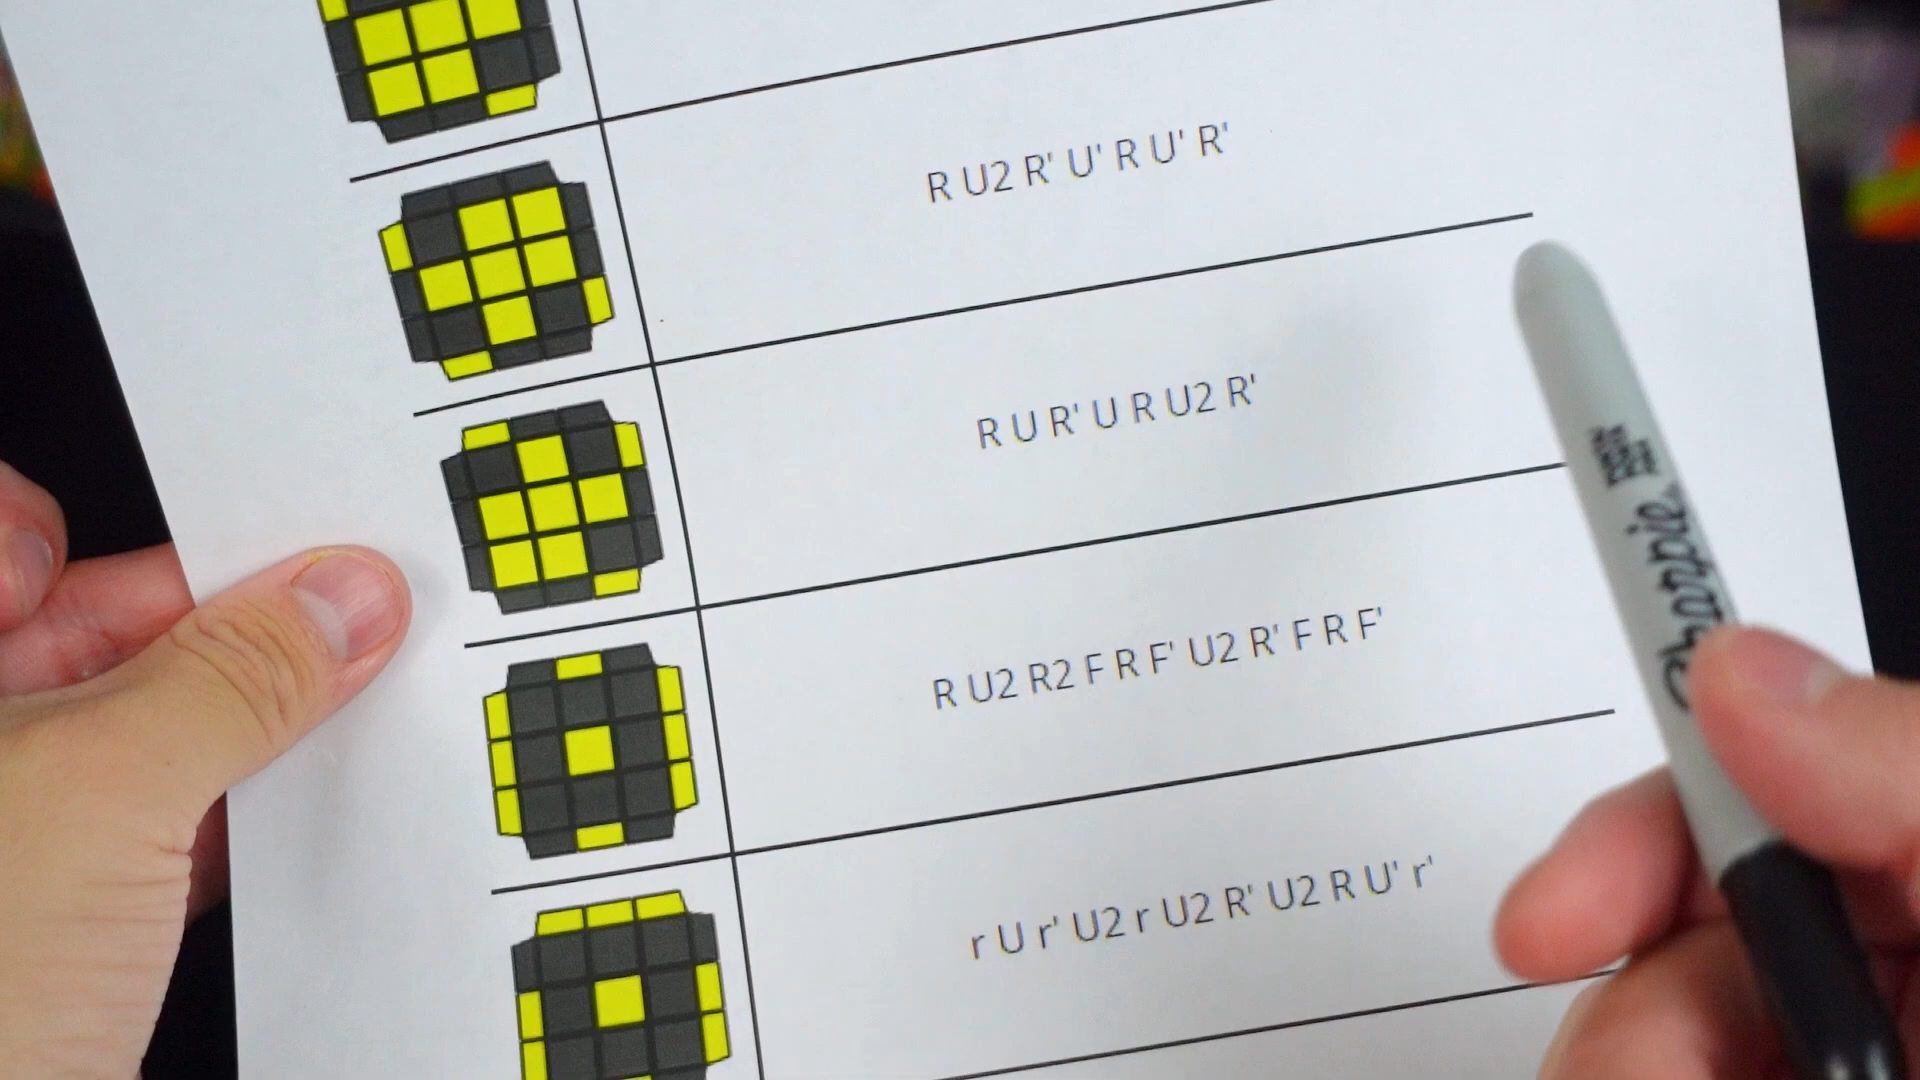 R U2 R' U' R U' R'
R U R' U R U2 R'
R U2 R2 F R F' U2 R' F R F'
r U r' U2 r U2 R' U2 R U' r'
Sharpie